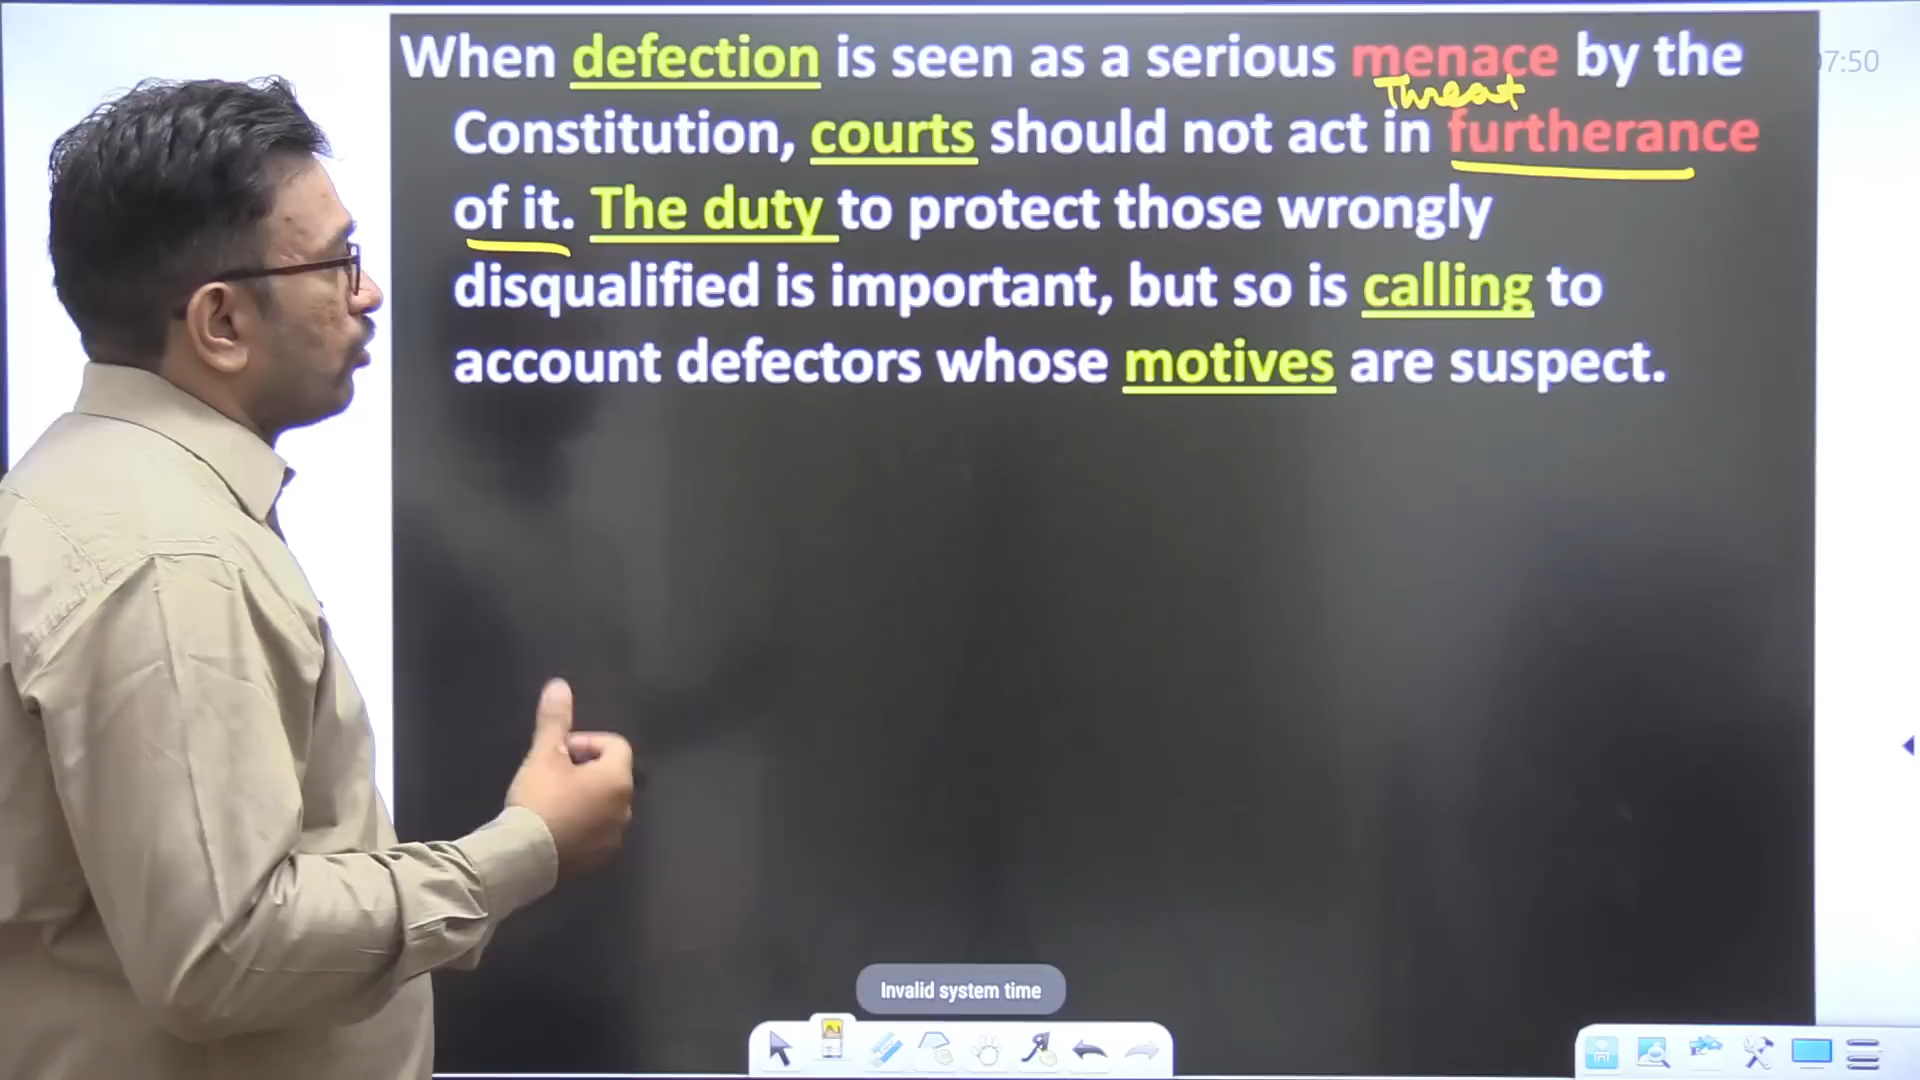 When defection is seen as a serious menace by the
Threat
Constitution, courts should not act in furtherance
of it. The duty to protect those wrongly
disqualified is important, but so is calling to
account defectors whose motives are suspect.
7:50
Invalid system time